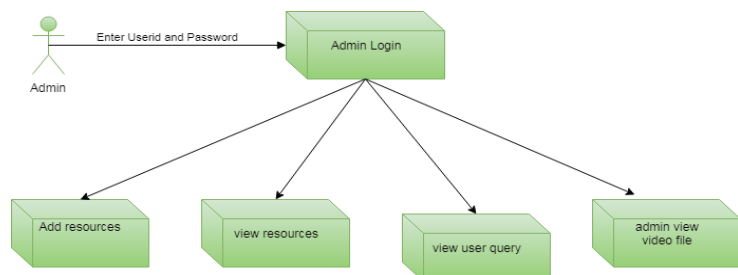 Enter Userid and Password
Admin Login
Admin
Add resources
view resources
view user query
admin view
video file